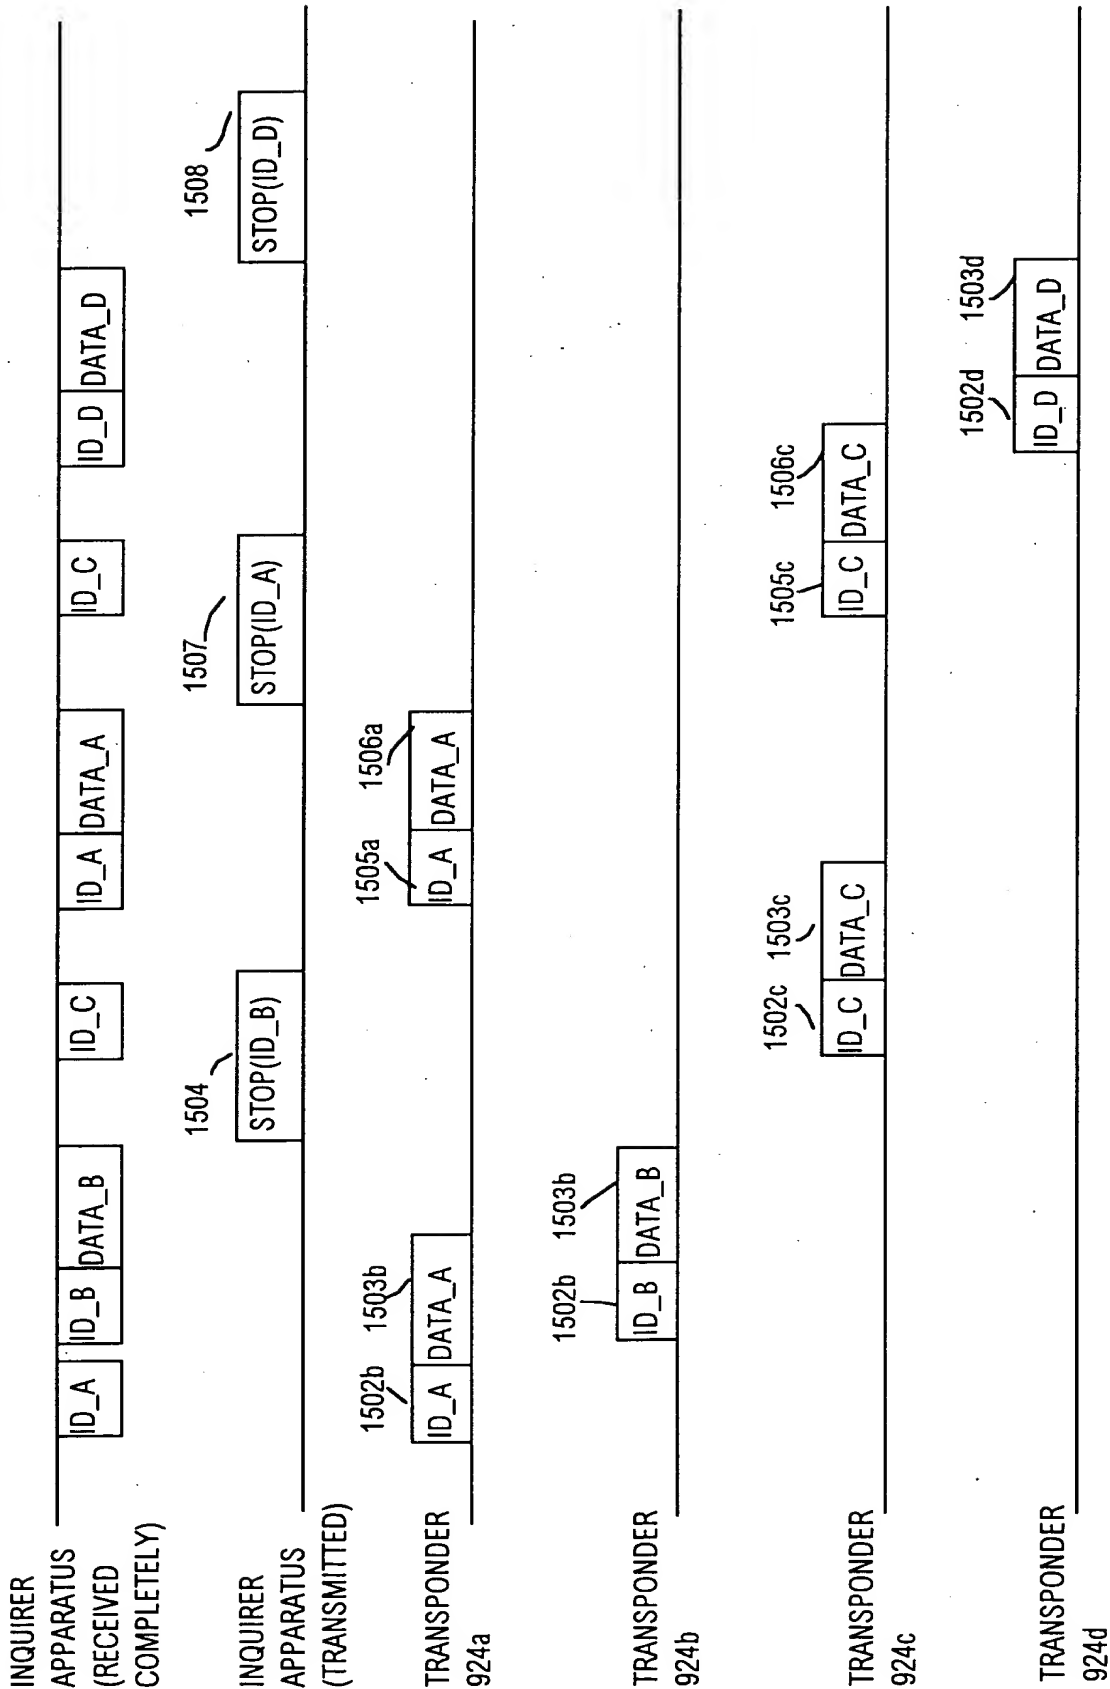 INQUIRER
APPARATUS
(RECEIVED
COMPLETELY)
ID_A
ID_B
DATA_B
ID_C
ID_A
DATA_A
ID_C
ID_D
DATA_D
INQUIRER
APPARATUS
(TRANSMITTED)
1504
STOP(ID_B)
1507
STOP(ID_A)
1508
STOP(ID_D)
TRANSPONDER
924a
1502b
1503b
ID_A
DATA_A
1505a
1506a
ID_A
DATA_A
TRANSPONDER
924b
1502b
1503b
ID_B
DATA_B
TRANSPONDER
924c
1502c
1503c
ID_C
DATA_C
1505c
1506c
ID_C
DATA_C
TRANSPONDER
924d
1502d
1503d
ID_D
DATA_D